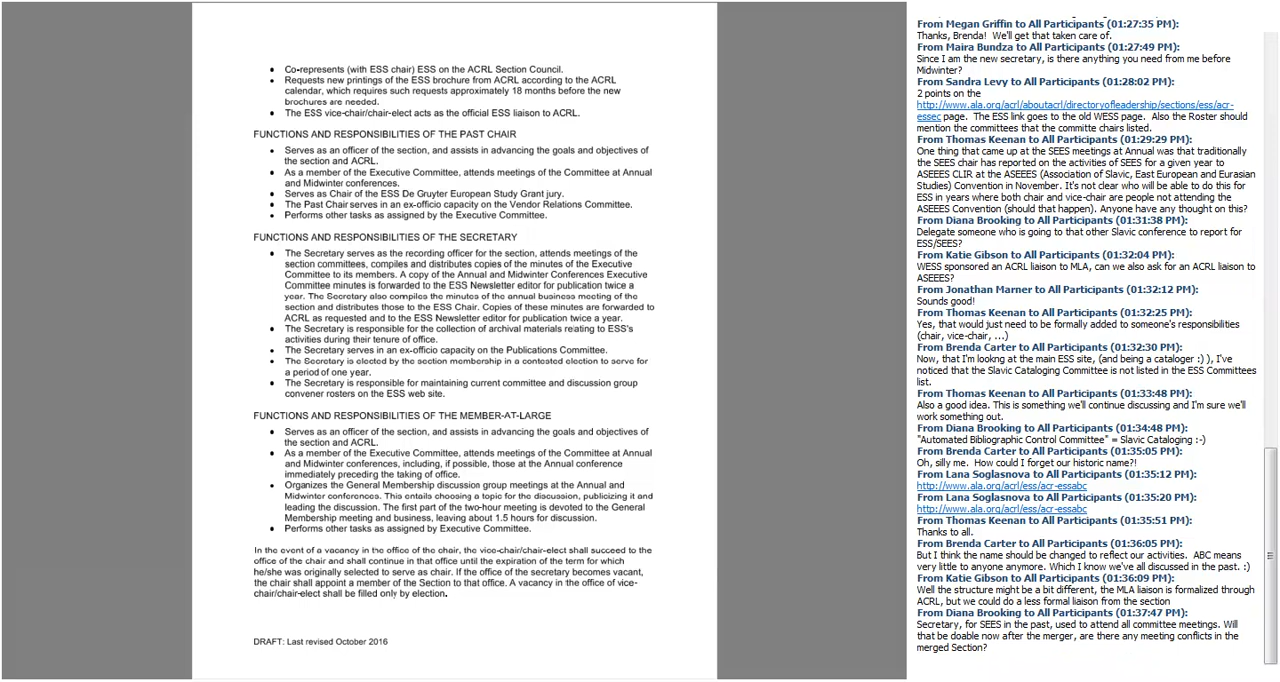 Co-represents (with ESS chair) ESS on the ACRL Section Council.
Requests new printings of the ESS brochure from ACRL according to the ACRL
calendar, which requires such requests approximately 18 months before the new
brochures are needed.
The ESS vice-chair/chair-elect acts as the official ESS liaison to ACRL.
FUNCTIONS AND RESPONSIBILITIES OF THE PAST CHAIR
Serves as an officer of the section, and assists in advancing the goals and objectives of
the section and ACRL.
As a member of the Executive Committee, attends meetings of the Committee at Annual
and Midwinter conferences.
Serves as Chair of the ESS De Gruyter European Study Grant jury.
The Past Chair serves in an ex-officio capacity on the Vendor Relations Committee.
Performs other tasks as assigned by the Executive Committee.
FUNCTIONS AND RESPONSIBILITIES OF THE SECRETARY
The Secretary serves as the recording officer for the section, attends meetings of the
section committees, compiles and distributes copies of the minutes of the Executive
Committee to its members. A copy of the Annual and Midwinter Conferences Executive
Committee minutes is forwarded to the ESS Newsletter editor for publication twice a
year. The Secretary also compiles the minutes of the annual business meeting of the
section and distributes those to the ESS Chair. Copies of these minutes are forwarded to
ACRL as requested and to the ESS Newsletter editor for publication twice a year.
The Secretary is responsible for the collection of archival materials relating to ESS's
activities during their tenure of office.
The Secretary serves in an ex-officio capacity on the Publications Committee.
The Secretary is elected by the section membership in a contested election to serve for
a period of one year.
The Secretary is responsible for maintaining current committee and discussion group
convener rosters on the ESS web site.
FUNCTIONS AND RESPONSIBILITIES OF THE MEMBER-AT-LARGE
Serves as an officer of the section, and assists in advancing the goals and objectives of
the section and ACRL.
As a member of the Executive Committee, attends meetings of the Committee at Annual
and Midwinter conferences, including, if possible, those at the Annual conference
immediately preceding the taking of office.
Organizes the General Membership discussion group meetings at the Annual and
Midwinter conferences. This entails choosing a topic for the discussion, publicizing it and
leading the discussion. The first part of the two-hour meeting is devoted to the General
Membership meeting and business, leaving about 1.5 hours for discussion.
Performs other tasks as assigned by Executive Committee.
In the event of a vacancy in the office of the chair, the vice-chair/chair-elect shall succeed to the
office of the chair and shall continue in that office until the expiration of the term for which
he/she was originally selected to serve as chair. If the office of the secretary becomes vacant,
the chair shall appoint a member of the Section to that office. A vacancy in the office of vice-
chair/chair-elect shall be filled only by election.
DRAFT: Last revised October 2016
From Megan Griffin to All Participants (01:27:35 PM):
Thanks, Brenda! We'll get that taken care of.
From Maira Bundza to All Participants (01:27:49 PM):
Since I am the new secretary, is there anything you need from me before
Midwinter?
From Sandra Levy to All Participants (01:28:02 PM)
2 points on the
http://www.ala.org/acrl/aboutacrl/directoryofleadership/sections/ess/acr-
essec page. The ESS link goes to the old WESS page. Also the Roster should
mention the committees that the committe chairs listed.
From Thomas Keenan to All Participants (01:29:29 PM):
One thing that came up at the SEES meetings at Annual was that traditionally
the SEES chair has reported on the activities of SEES for a given year to
ASEEES CLIR at the ASEEES (Association of Slavic, East European and Eurasian
Studies) Convention in November. It's not clear who will be able to do this for
ESS in years where both chair and vice-chair are people not attending the
ASEEES Convention (should that happen). Anyone have any thought on this?
From Diana Brooking to All Participants (01:31:38 PM):
Delegate someone who is going to that other Slavic conference to report for
ESS/SEES?
From Katie Gibson to All Participants (01:32:04 PM):
WESS sponsored an ACRL liaison to MLA, can we also ask for an ACRL liaison to
ASEEES?
From Jonathan Marner to All Participants (01:32:12 PM):
Sounds good!
From Thomas Keenan to All Participants (01:32:25 PM):
Yes, that would just need to be formally added to someone's responsibilities
(chair, vice-chair, ...)
From Brenda Carter to All Participants (01:32:30 PM):
Now, that I'm lookng at the main ESS site, (and being a cataloger :) ), I've
noticed that the Slavic Cataloging Committee is not listed in the ESS Committees
list.
From Thomas Keenan to All Participants (01:33:48 PM):
Also a good idea. This is something we'll continue discussing and I'm sure we'll
work something out.
From Diana Brooking to All Participants (01:34:48 PM):
"Automated Bibliographic Control Committee" = Slavic Cataloging :-)
From Brenda Carter to All Participants (01:35:05 PM):
Oh, silly me. How could I forget our historic name?!
From Lana Soglasnova to All Participants (01:35:12 PM):
http://www.ala.org/acrl/ess/acr-essabc
From Lana Soglasnova to All Participants (01:35:20 PM):
http://www.ala.org/acrl/ess/acr-essabc
From Thomas Keenan to All Participants (01:35:51 PM):
Thanks to all.
From Brenda Carter to All Participants (01:36:05 PM):
But I think the name should be changed to reflect our activities. ABC means
very little to anyone anymore. Which I know we've all discussed in the past. :)
From Katie Gibson to All Participants (01:36:09 PM):
Well the structure might be a bit different, the MLA liaison is formalized through
ACRL, but we could do a less formal liaison from the section
From Diana Brooking to All Participants (01:37:47 PM):
Secretary, for SEES in the past, used to attend all committee meetings. Will
that be doable now after the merger, are there any meeting conflicts in the
merged Section?